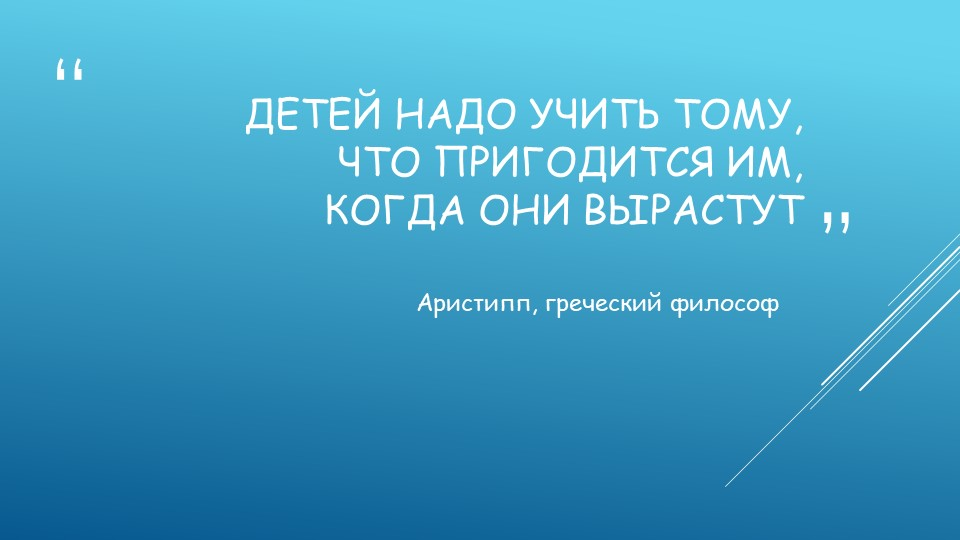 “
ДЕТЕЙ НАДО УЧИТЬ ТОМУ,
ЧТО ПРИГОДИТСЯ ИМ,
КОГДА ОНИ ВЫРАСТУТ ”
Аристипп, греческий философ